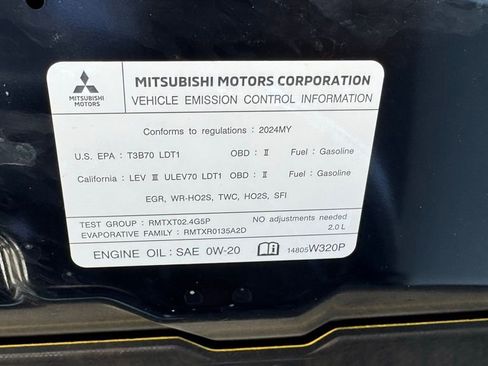 MITSUBISHI MOTORS
MITSUBISHI MOTORS CORPORATION
VEHICLE EMISSION CONTROL INFORMATION
Conforms to regulations : 2024MY
U.S. EPA : T3B70 LDT1 OBD : II Fuel : Gasoline
California : LEV III ULEV70 LDT1 OBD : II Fuel : Gasoline
EGR, WR-HO2S, TWC, HO2S, SFI
TEST GROUP : RMTXT02.4G5P NO adjustments needed
EVAPORATIVE FAMILY : RMTXR0135A2D 2.0 L
ENGINE OIL : SAE 0W-20 14805W320P